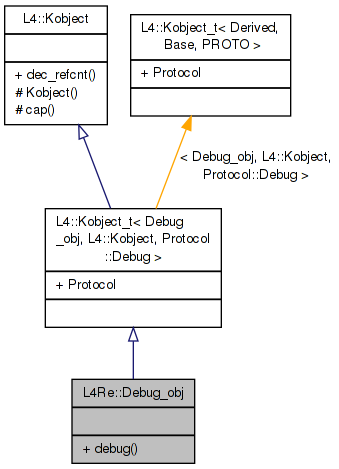 L4::Kobject
+ dec_refcnt()
# Kobject()
# cap()
L4::Kobject_t< Derived,
Base, PROTO >
+ Protocol
< Debug_obj, L4::Kobject,
Protocol::Debug >
L4::Kobject_t< Debug
_obj, L4::Kobject, Protocol
::Debug >
+ Protocol
L4Re::Debug_obj
+ debug()